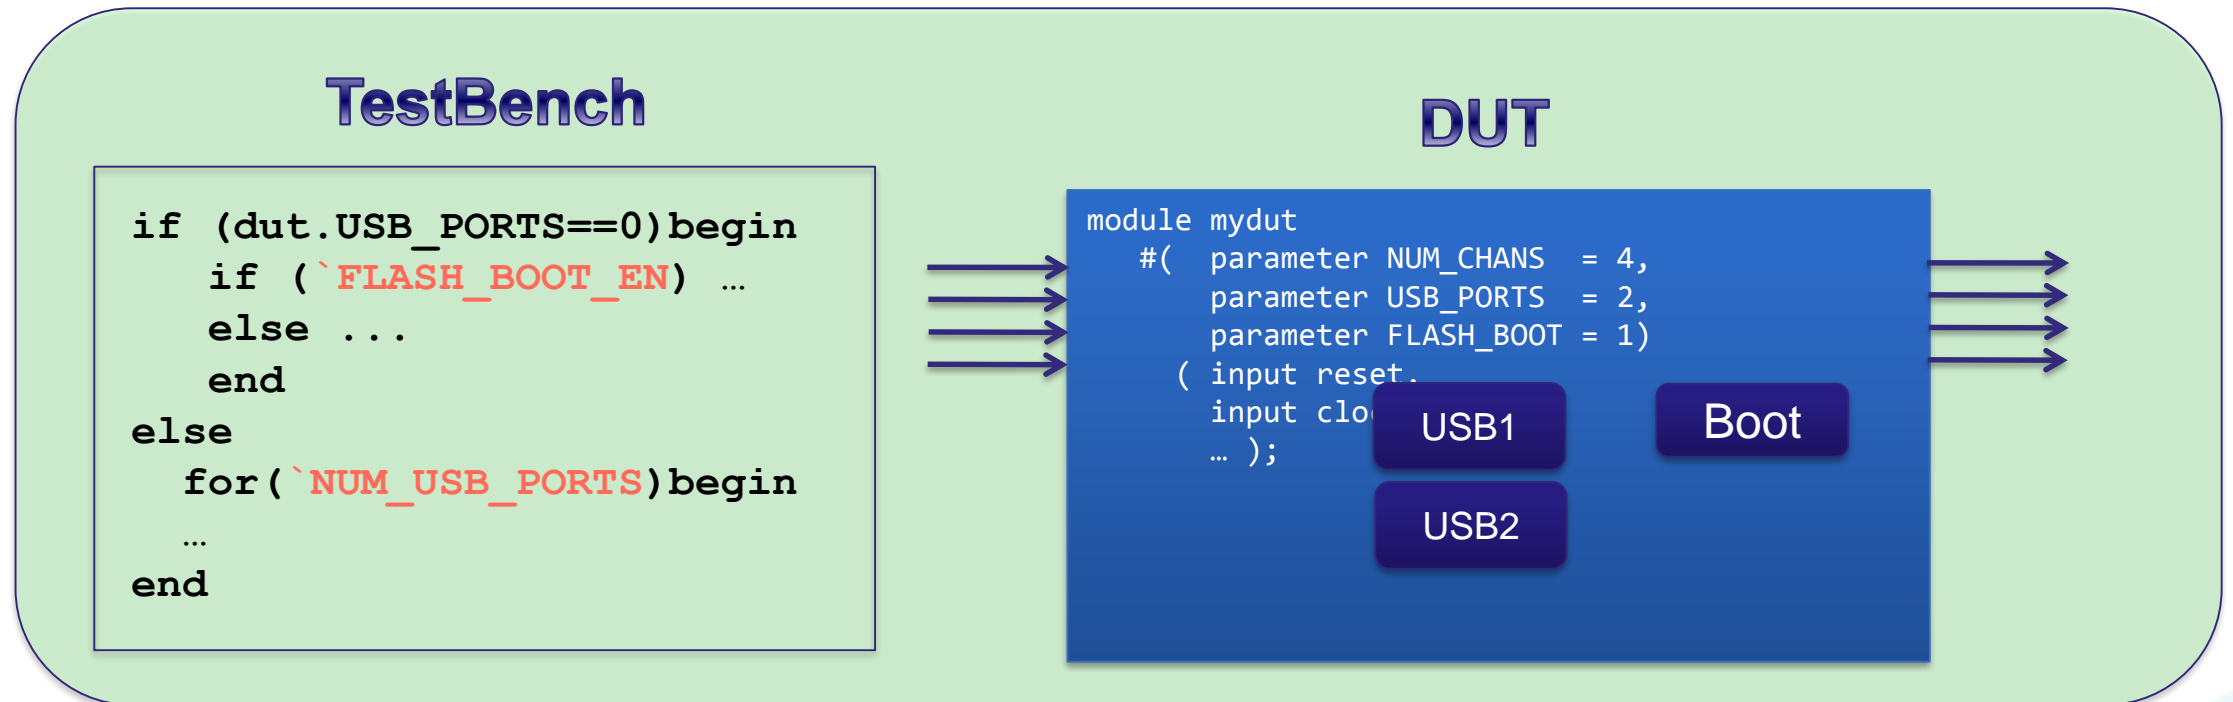 TestBench
if (dut.USB_PORTS==0)begin
if (`FLASH_BOOT_EN) …
else ...
end
else
for(`NUM_USB_PORTS)begin
…
end
DUT
module mydut
#( parameter NUM_CHANS = 4,
parameter USB_PORTS = 2,
parameter FLASH_BOOT = 1)
( input reset,
input
… );
USB1
Boot
USB2